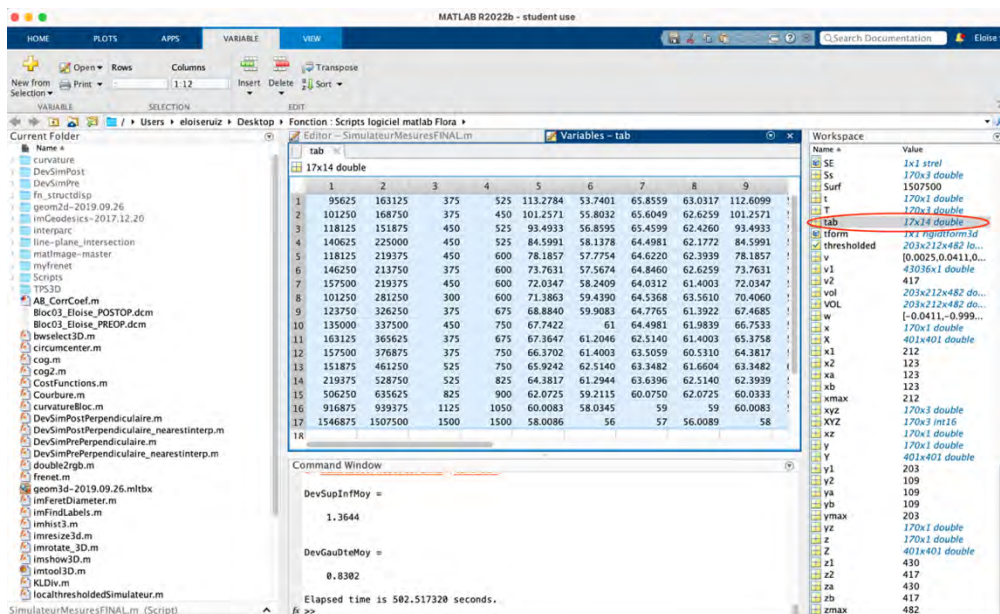 MATLAB R2022b - student use
HOME PLOTS APPS VARIABLE VIEW Search Documentation Eloise
New from Selection Open Print Rows Columns 1:12 Insert Delete Transpose Sort
VARIABLE SELECTION EDIT
/ Users eloiseruiz Desktop Fonction : Scripts logiciel matlab Flora
Current Folder
Name
curvature
DevSimPost
DevSimPre
fn_structdisp
geom2d-2019.09.26
imGeodesics-2017.12.20
interparc
line-plane_intersection
matImage-master
myfrenet
Scripts
TPS3D
AB_CorrCoef.m
Bloc03_Eloise_POSTOP.dcm
Bloc03_Eloise_PREOP.dcm
bwselect3D.m
circumcenter.m
cog.m
cog2.m
CostFunctions.m
Courbure.m
curvatureBloc.m
DevSimPostPerpendiculaire.m
DevSimPostPerpendiculaire_nearestinterp.m
DevSimPrePerpendiculaire.m
DevSimPrePerpendiculaire_nearestinterp.m
double2rgb.m
frenet.m
geom3d-2019.09.26.mltbx
imFeretDiameter.m
imFindLabels.m
imhist3.m
imresize3d.m
imrotate_3D.m
imshow3D.m
imtool3D.m
KLDiv.m
localthresholdedSimulateur.m
SimulateurMesuresFINAL.m (Script)
Editor - SimulateurMesuresFINAL.m Variables - tab
tab
17x14 double
1 2 3 4 5 6 7 8 9
1 95625 163125 375 525 113.2784 53.7401 65.8559 63.0317 112.6099
2 101250 168750 375 450 101.2571 55.8032 65.6049 62.6259 101.2571
3 118125 151875 450 525 93.4933 56.8595 65.4599 62.4260 93.4933
4 140625 225000 450 525 84.5991 58.1378 64.4981 62.1772 84.5991
5 118125 219375 450 600 78.1857 57.7754 64.6220 62.3939 78.1857
6 146250 213750 375 600 73.7631 57.5674 64.8460 62.6259 73.7631
7 157500 219375 450 600 72.0347 58.2409 64.0312 61.4003 72.0347
8 101250 281250 300 600 71.3863 59.4390 64.5368 63.5610 70.4060
9 123750 326250 375 675 68.8840 59.9083 64.7765 61.3922 67.4685
10 135000 337500 450 750 67.7422 61 64.4981 61.9839 66.7533
11 163125 365625 375 675 67.3647 61.2046 62.5140 61.4003 65.3758
12 157500 376875 375 750 66.3702 61.4003 63.5059 60.5310 64.3817
13 151875 461250 525 750 65.9242 62.5140 63.3482 61.6604 63.3482
14 219375 528750 525 825 64.3817 61.2944 63.6396 62.5140 62.3939
15 506250 635625 825 900 62.0725 59.2115 60.0750 62.0725 60.0333
16 916875 939375 1125 1050 60.0083 58.0345 59 59 60.0083
17 1546875 1507500 1500 1500 58.0086 56 57 56.0089 58
18
Command Window
DevSupInfMoy =
1.3644
DevGauDteMoy =
0.8302
Elapsed time is 502.517320 seconds.
fx >>
Workspace
Name Value
SE 1x1 strel
Ss 170x3 double
Surf 1507500
t 170x1 double
T 170x3 double
tab 17x14 double
tform 1x1 rigidtform3d
thresholded 203x212x482 lo...
v [0.0025,0.0411,0...
v1 43036x1 double
v2 417
vol 203x212x482 do...
VOL 203x212x482 do...
w [-0.0411,-0.999...
x 170x1 double
X 401x401 double
x1 212
x2 123
xa 123
xb 123
xmax 212
xyz 170x3 double
XYZ 170x3 int16
xz 170x1 double
y 170x1 double
Y 401x401 double
y1 203
y2 109
ya 109
yb 109
ymax 203
yz 170x1 double
z 170x1 double
Z 401x401 double
z1 430
z2 417
za 430
zb 417
zmax 482